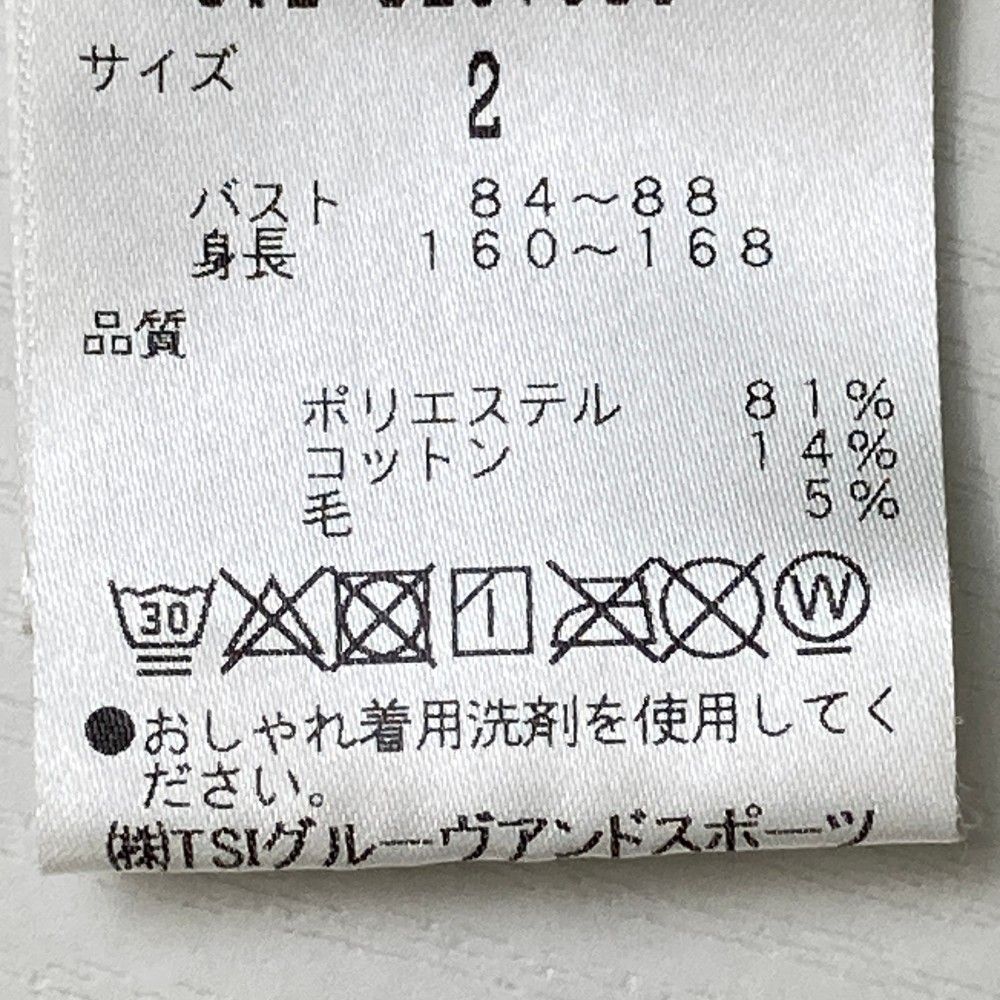 サイズ 2
バスト 84～88
身長 160～168
品質
ポリエステル 81%
コットン 14%
毛 5%
30 W
●おしゃれ着用洗剤を使用してく
ださい。
㈱TSIグルーヴアンドスポーツ